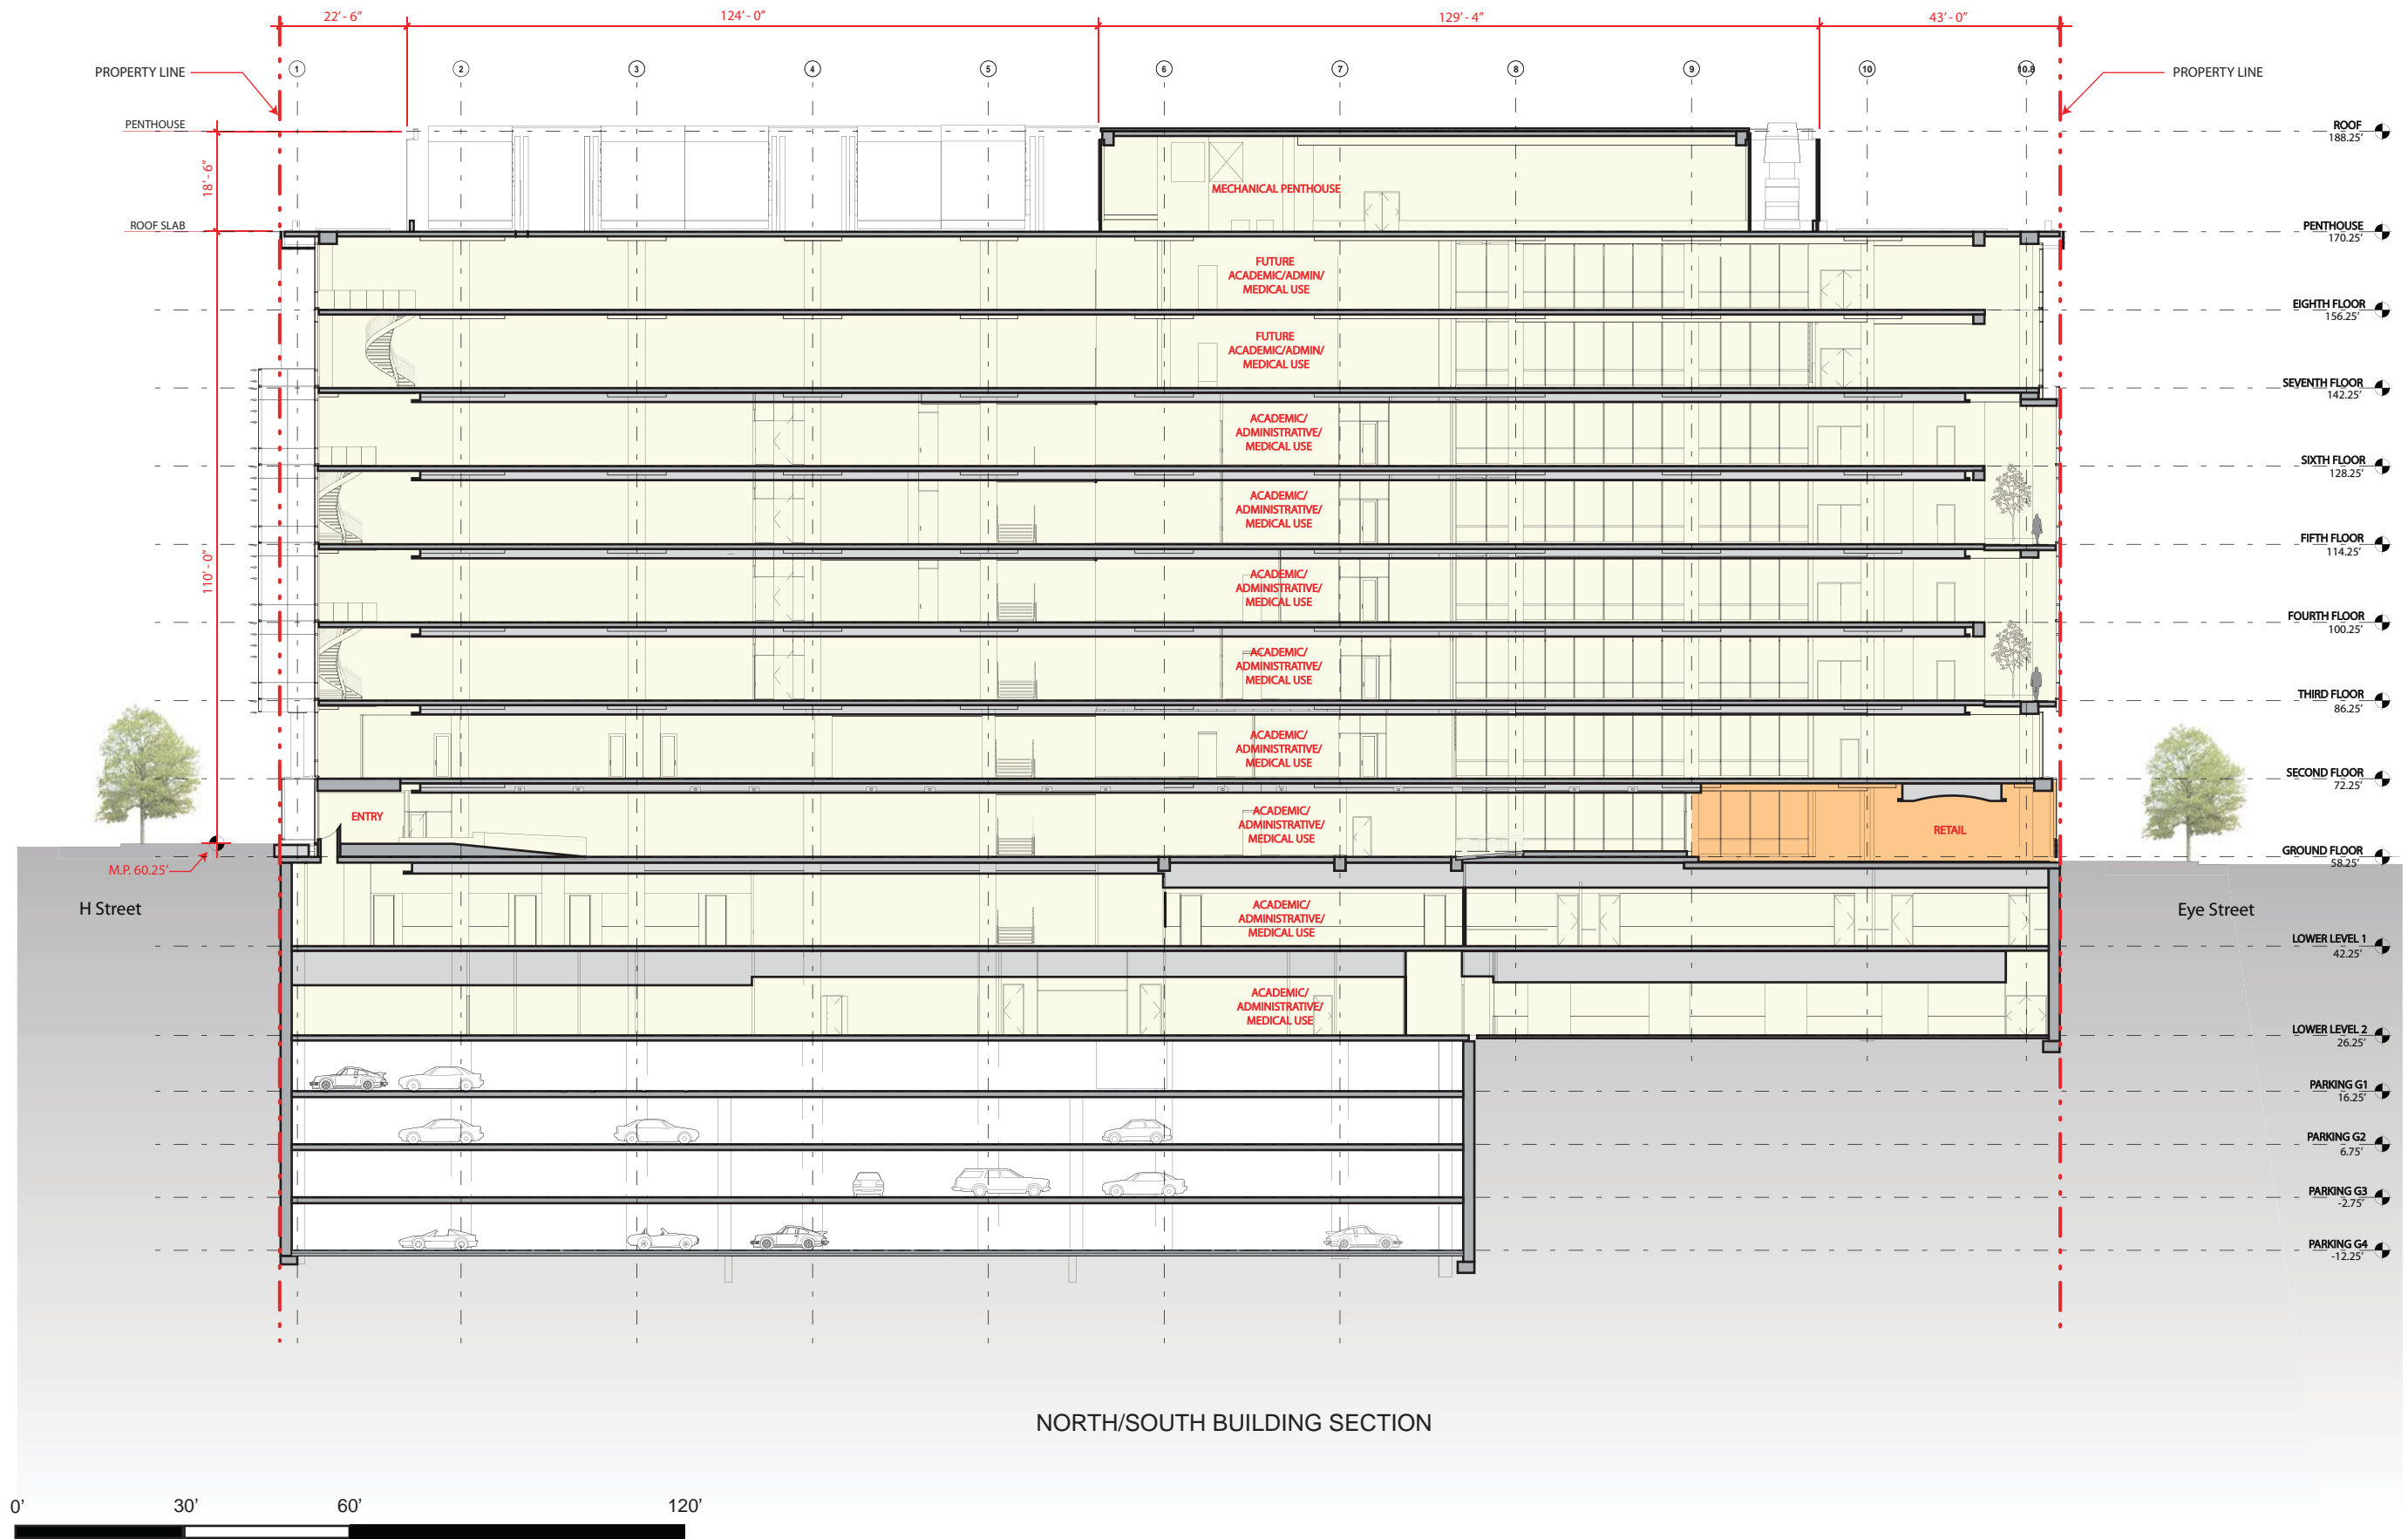 22' - 6"
124' - 0"
129' - 4"
43' - 0"
PROPERTY LINE
1
2
3
4
5
6
7
8
9
10
10.8
PROPERTY LINE
PENTHOUSE
ROOF
188.25'
18' - 6"
MECHANICAL PENTHOUSE
ROOF SLAB
PENTHOUSE
170.25'
FUTURE
ACADEMIC/ADMIN/
MEDICAL USE
EIGHTH FLOOR
156.25'
FUTURE
ACADEMIC/ADMIN/
MEDICAL USE
SEVENTH FLOOR
142.25'
ACADEMIC/
ADMINISTRATIVE/
MEDICAL USE
SIXTH FLOOR
128.25'
ACADEMIC/
ADMINISTRATIVE/
MEDICAL USE
FIFTH FLOOR
114.25'
110' - 0"
ACADEMIC/
ADMINISTRATIVE/
MEDICAL USE
FOURTH FLOOR
100.25'
ACADEMIC/
ADMINISTRATIVE/
MEDICAL USE
THIRD FLOOR
86.25'
ACADEMIC/
ADMINISTRATIVE/
MEDICAL USE
SECOND FLOOR
72.25'
ENTRY
ACADEMIC/
ADMINISTRATIVE/
MEDICAL USE
RETAIL
GROUND FLOOR
58.25'
M.P. 60.25'
H Street
ACADEMIC/
ADMINISTRATIVE/
MEDICAL USE
Eye Street
LOWER LEVEL 1
42.25'
ACADEMIC/
ADMINISTRATIVE/
MEDICAL USE
LOWER LEVEL 2
26.25'
PARKING G1
16.25'
PARKING G2
6.75'
PARKING G3
-2.75'
PARKING G4
-12.25'
NORTH/SOUTH BUILDING SECTION
0'
30'
60'
120'